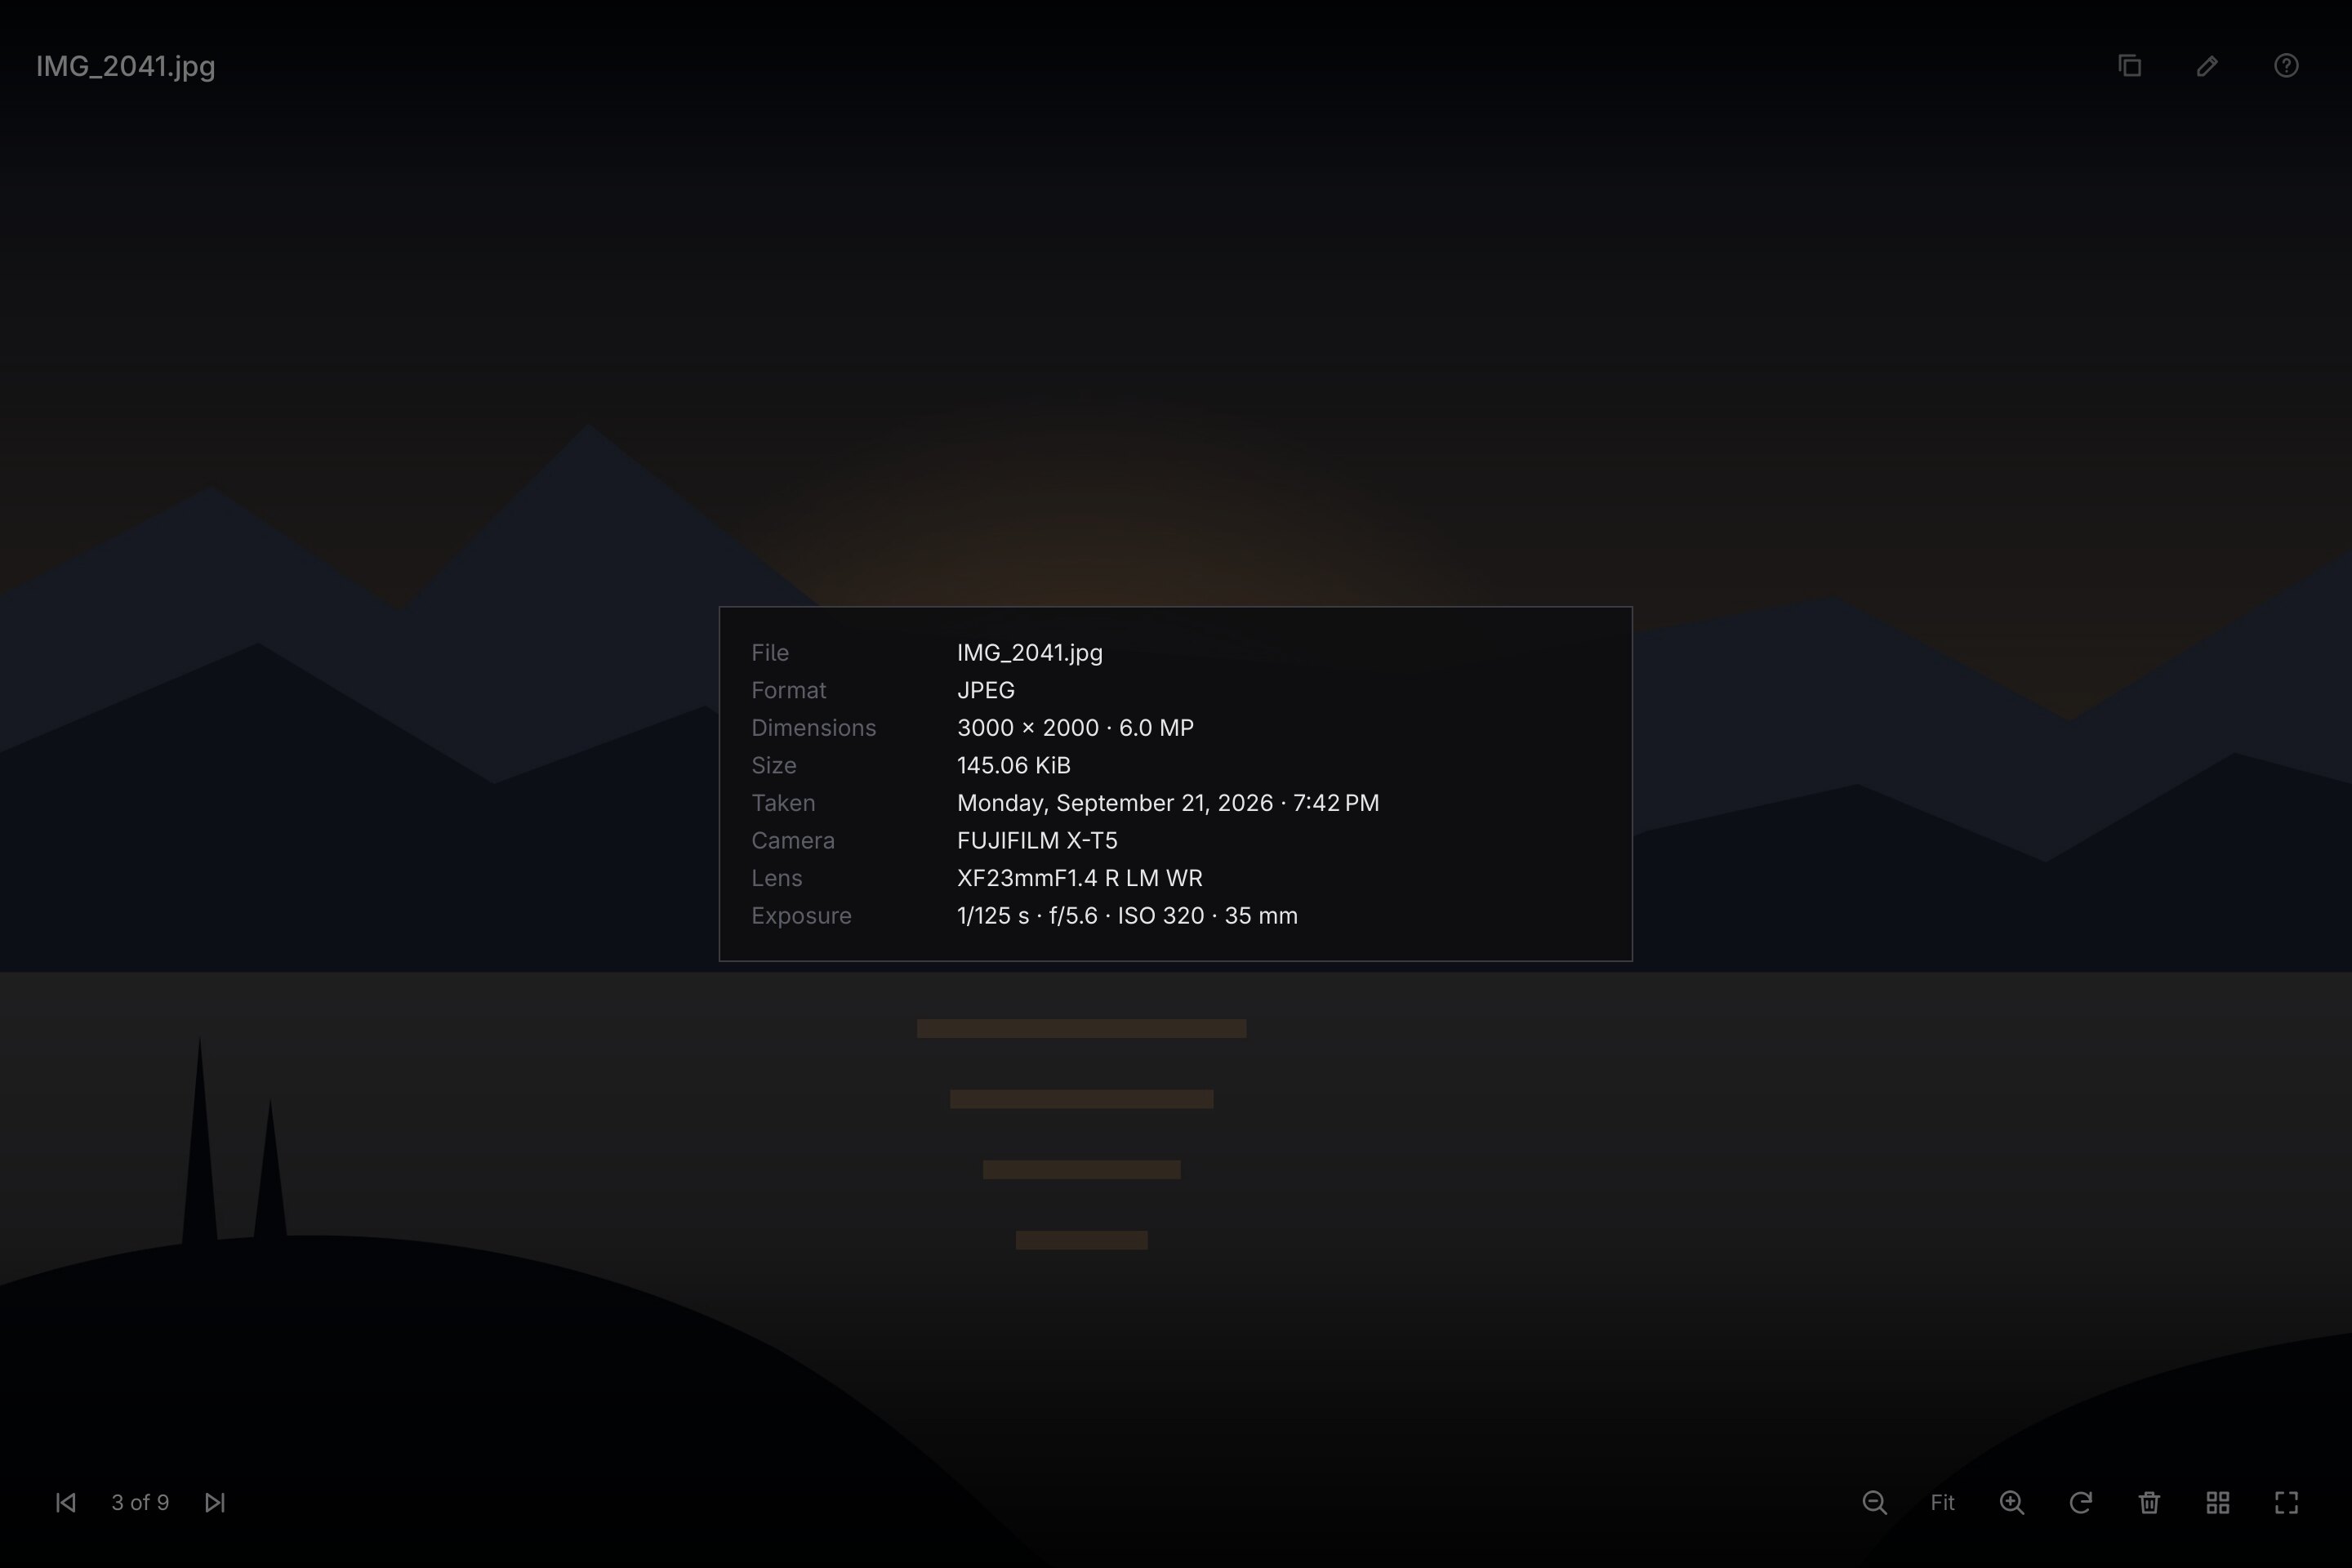 IMG_2041.jpg
File IMG_2041.jpg
Format JPEG
Dimensions 3000 × 2000 · 6.0 MP
Size 145.06 KiB
Taken Monday, September 21, 2026 · 7:42 PM
Camera FUJIFILM X-T5
Lens XF23mmF1.4 R LM WR
Exposure 1/125 s · f/5.6 · ISO 320 · 35 mm
3 of 9 Fit